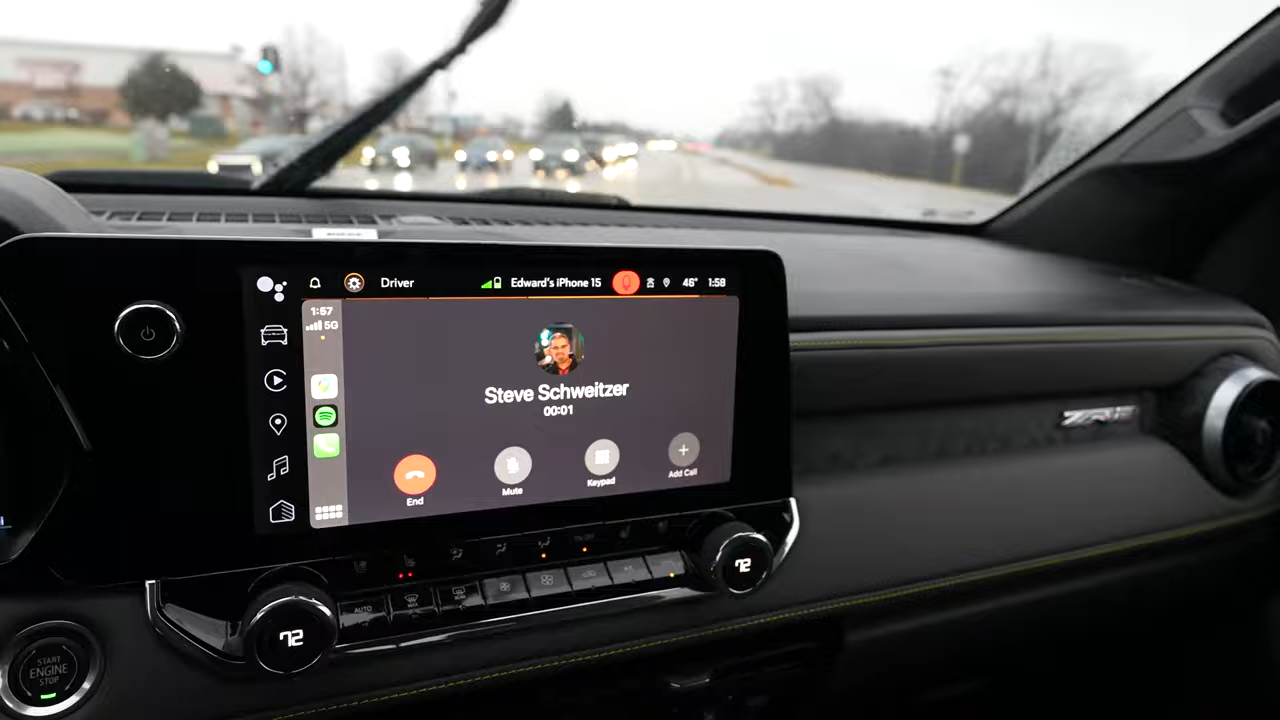 Driver
Edward's iPhone 15
46°
1:58
1:57
5G
Steve Schweitzer
00:01
End
Mute
Keypad
Add Call
ZR2
AUTO
MAX
REAR
72
72
START
ENGINE
STOP